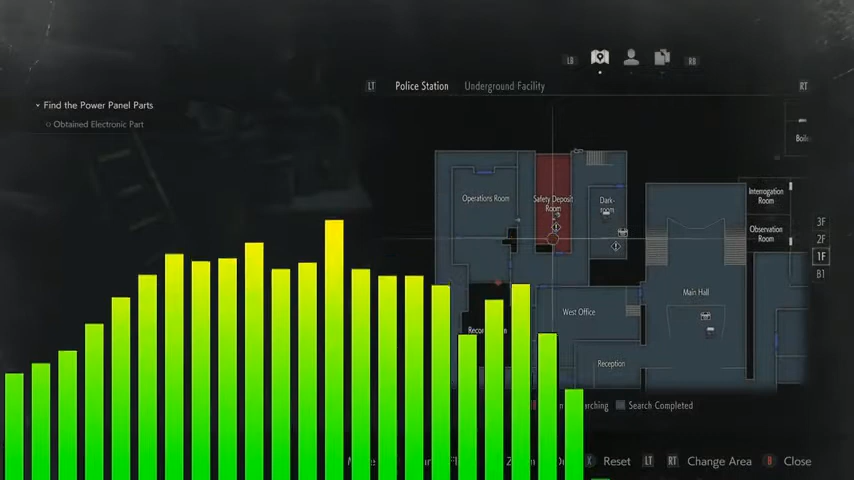 LB RB
LT Police Station Underground Facility RT
Find the Power Panel Parts
Obtained Electronic Part
Operations Room
Safety Deposit
Room
Dark-
room
Interrogation
Room
Observation
Room
3F
2F
1F
B1
Main Hall
West Office
Reception
Search Completed
X Reset LT RT Change Area B Close